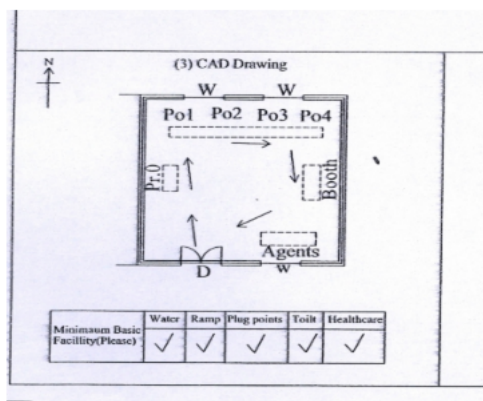 N
(3) CAD Drawing
W W
Po1 Po2 Po3 Po4
Pr.0
Booth
Agents
D
w
Water Ramp Plug points Toilt Healthcare
Minimaum Basic
Facillity(Please) ✓ ✓ ✓ ✓ ✓